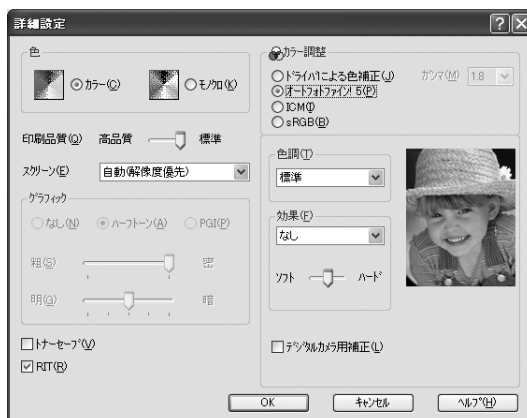 詳細設定
色
カラー(C)
モノクロ(K)
印刷品質(Q) 高品質 標準
スクリーン(E) 自動(解像度優先)
グラフィック
なし(N) ハーフトーン(A) PGI(P)
粗(S) 密
明(G) 暗
トナーセーブ(V)
RIT(R)
カラー調整
ドライバによる色補正(J) ガンマ(M) 1.8
オートフォトファイン!5(P)
ICM(I)
sRGB(B)
色調(T)
標準
効果(F)
なし
ソフト ハード
デジタルカメラ用補正(L)
OK キャンセル ヘルプ(H)